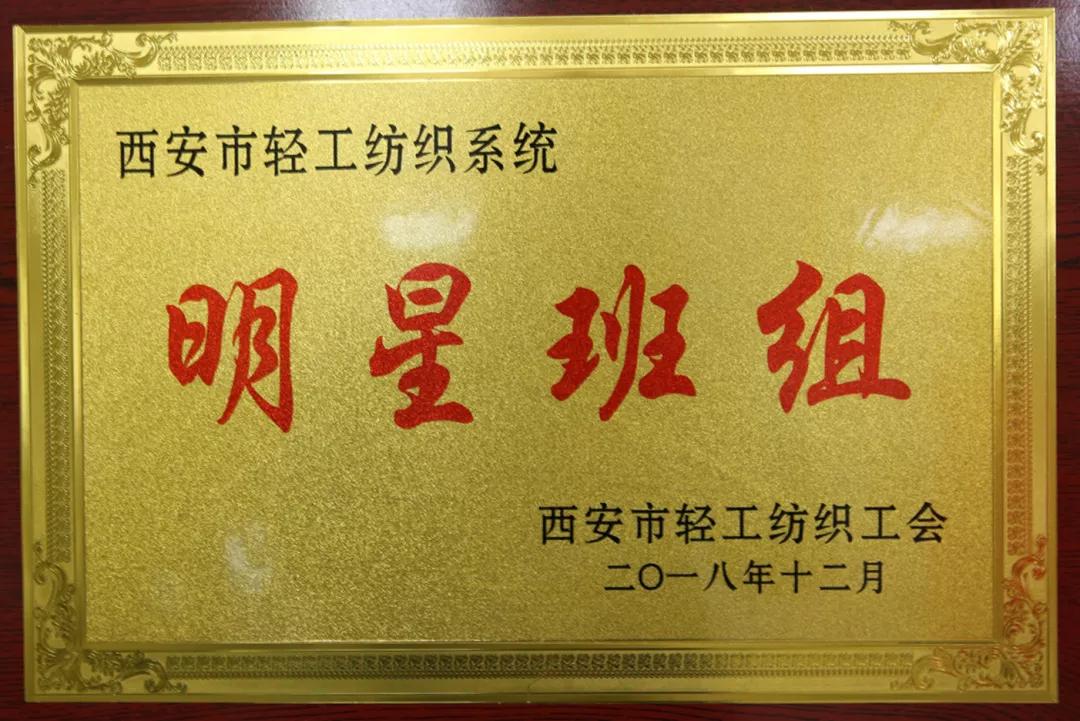 西安市轻工纺织系统
明星班组
西安市轻工纺织工会
二〇一八年十二月